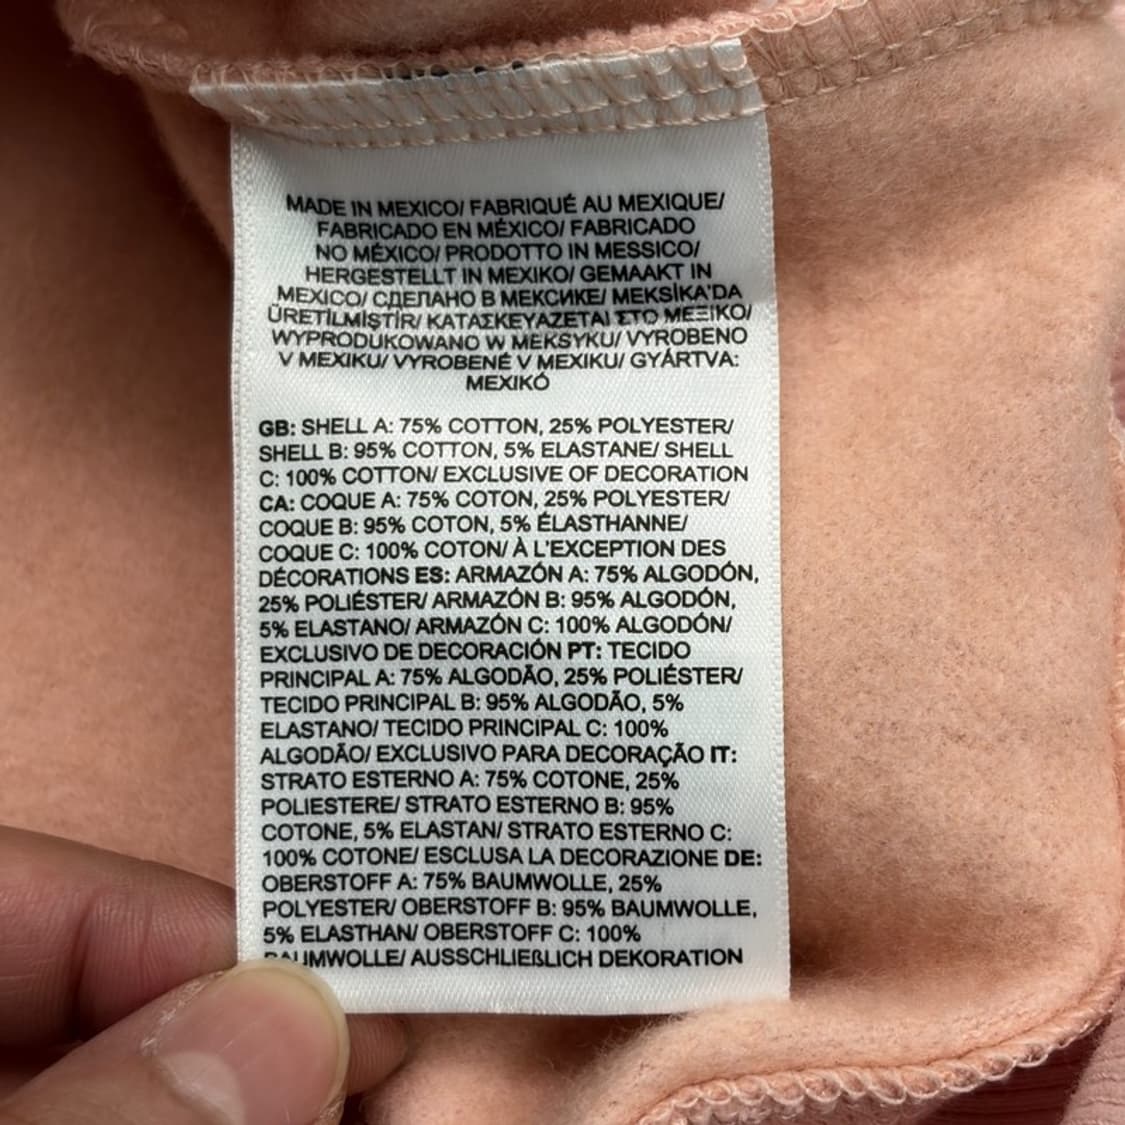 MADE IN MEXICO/ FABRIQUÉ AU MEXIQUE/
FABRICADO EN MÉXICO/ FABRICADO
NO MÉXICO/ PRODOTTO IN MESSICO/
HERGESTELLT IN MEXIKO/ GEMAAKT IN
MEXICO/ СДЕЛАНО В МЕКСИКЕ/ MEKSİKA'DA
ÜRETİLMİŞTİR/ ΚΑΤΑΣΚΕΥΑΖΕΤΑΙ ΣΤΟ ΜΕΞΙΚΟ/
WYPRODUKOWANO W MEKSYKU/ VYROBENO
V MEXIKU/ VYROBENÉ V MEXIKU/ GYÁRTVA:
MEXIKÓ
GB: SHELL A: 75% COTTON, 25% POLYESTER/
SHELL B: 95% COTTON, 5% ELASTANE/ SHELL
C: 100% COTTON/ EXCLUSIVE OF DECORATION
CA: COQUE A: 75% COTON, 25% POLYESTER/
COQUE B: 95% COTON, 5% ÉLASTHANNE/
COQUE C: 100% COTON/ À L'EXCEPTION DES
DÉCORATIONS ES: ARMAZÓN A: 75% ALGODÓN,
25% POLIÉSTER/ ARMAZÓN B: 95% ALGODÓN,
5% ELASTANO/ ARMAZÓN C: 100% ALGODÓN/
EXCLUSIVO DE DECORACIÓN PT: TECIDO
PRINCIPAL A: 75% ALGODÃO, 25% POLIÉSTER/
TECIDO PRINCIPAL B: 95% ALGODÃO, 5%
ELASTANO/ TECIDO PRINCIPAL C: 100%
ALGODÃO/ EXCLUSIVO PARA DECORAÇÃO IT:
STRATO ESTERNO A: 75% COTONE, 25%
POLIESTERE/ STRATO ESTERNO B: 95%
COTONE, 5% ELASTAN/ STRATO ESTERNO C:
100% COTONE/ ESCLUSA LA DECORAZIONE DE:
OBERSTOFF A: 75% BAUMWOLLE, 25%
POLYESTER/ OBERSTOFF B: 95% BAUMWOLLE,
5% ELASTHAN/ OBERSTOFF C: 100%
BAUMWOLLE/ AUSSCHLIEßLICH DEKORATION